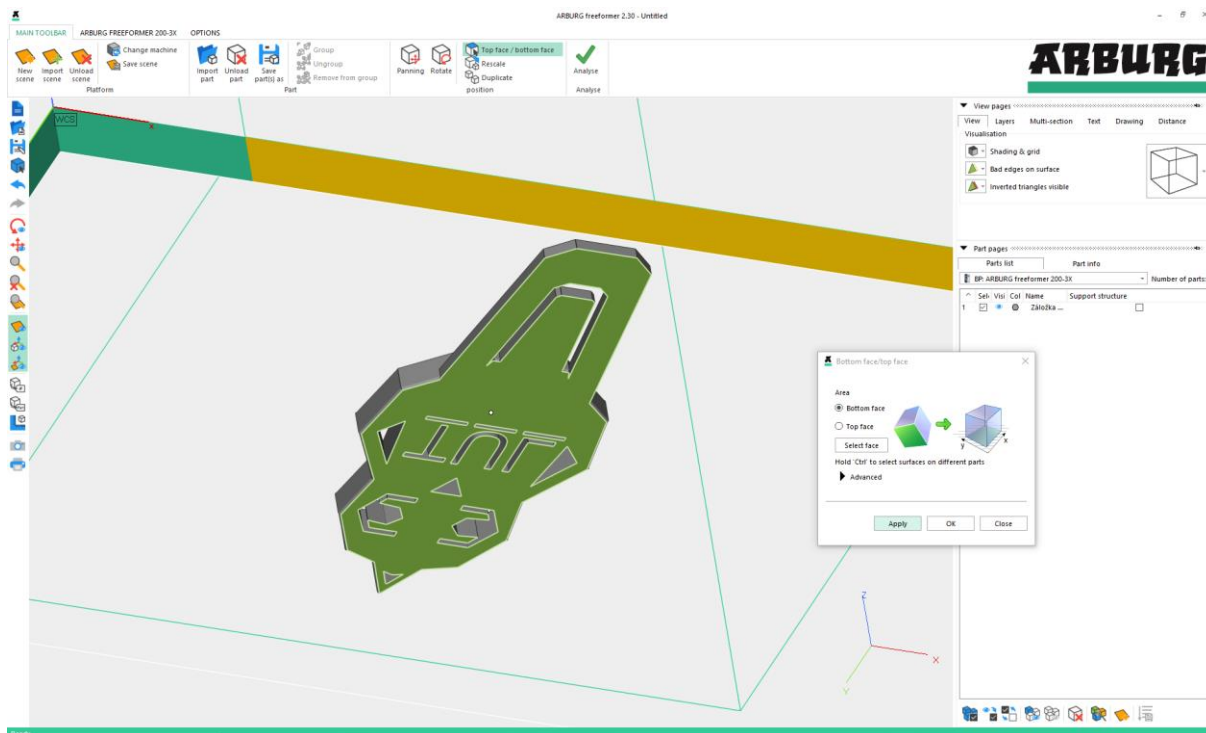 ARBURG freeformer 2.30 - Untitled
MAIN TOOLBAR ARBURG FREEFORMER 200-3X OPTIONS
New scene
Import scene
Unload scene
Change machine
Save scene
Platform
Import part
Unload part
Save part(s) as
Group
Ungroup
Remove from group
Part
Panning
Rotate
Top face / bottom face
Rescale
Duplicate
position
Analyse
Analyse
ARBURG
WCS
x
View pages
View Layers Multi-section Text Drawing Distance
Visualisation
Shading & grid
Bad edges on surface
Inverted triangles visible
Part pages
Parts list Part info
BP: ARBURG freeformer 200-3X Number of parts:
Sel Visi Col Name Support structure
1 Záložka ...
Bottom face/top face
Area
Bottom face
Top face
Select face
y x
Hold 'Ctrl' to select surfaces on different parts
Advanced
Apply OK Close
Z
X
Y